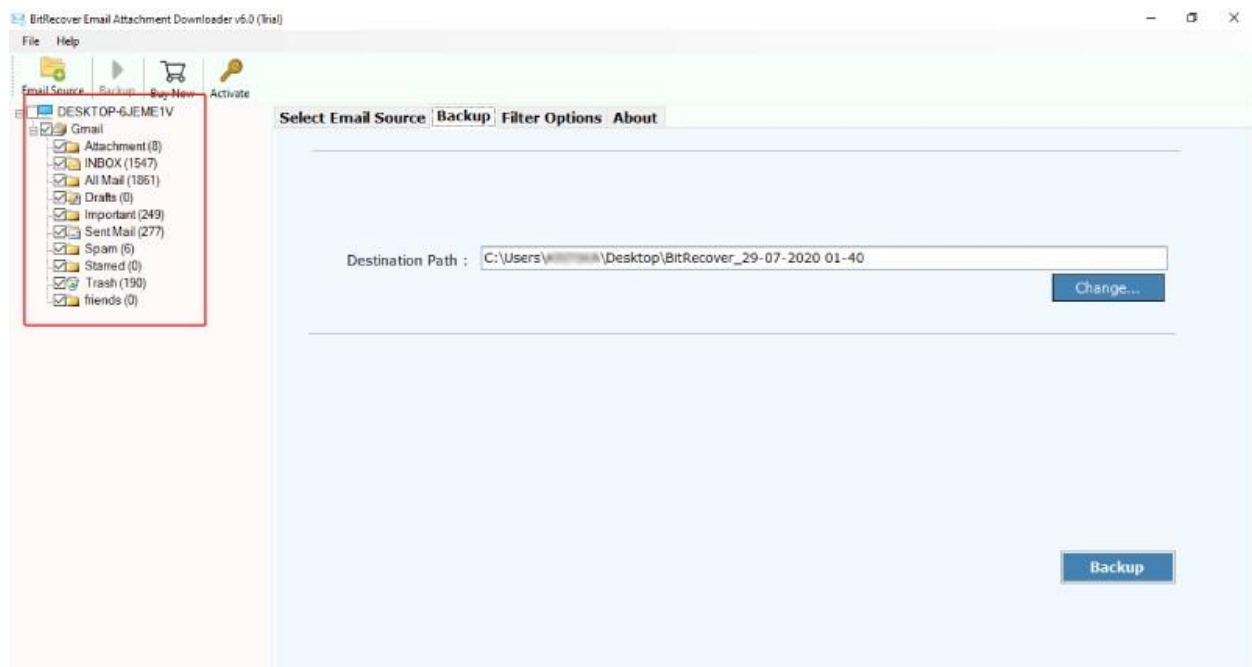 BitRecover Email Attachment Downloader v6.0 (Trial)
File Help
Email Source Backup Buy Now Activate
DESKTOP-6JEME1V
Gmail
Attachment (8)
INBOX (1547)
All Mail (1861)
Drafts (0)
Important (249)
Sent Mail (277)
Spam (6)
Starred (0)
Trash (190)
friends (0)
Select Email Source Backup Filter Options About
Destination Path : C:\Users\ \Desktop\BitRecover_29-07-2020 01-40
Change...
Backup